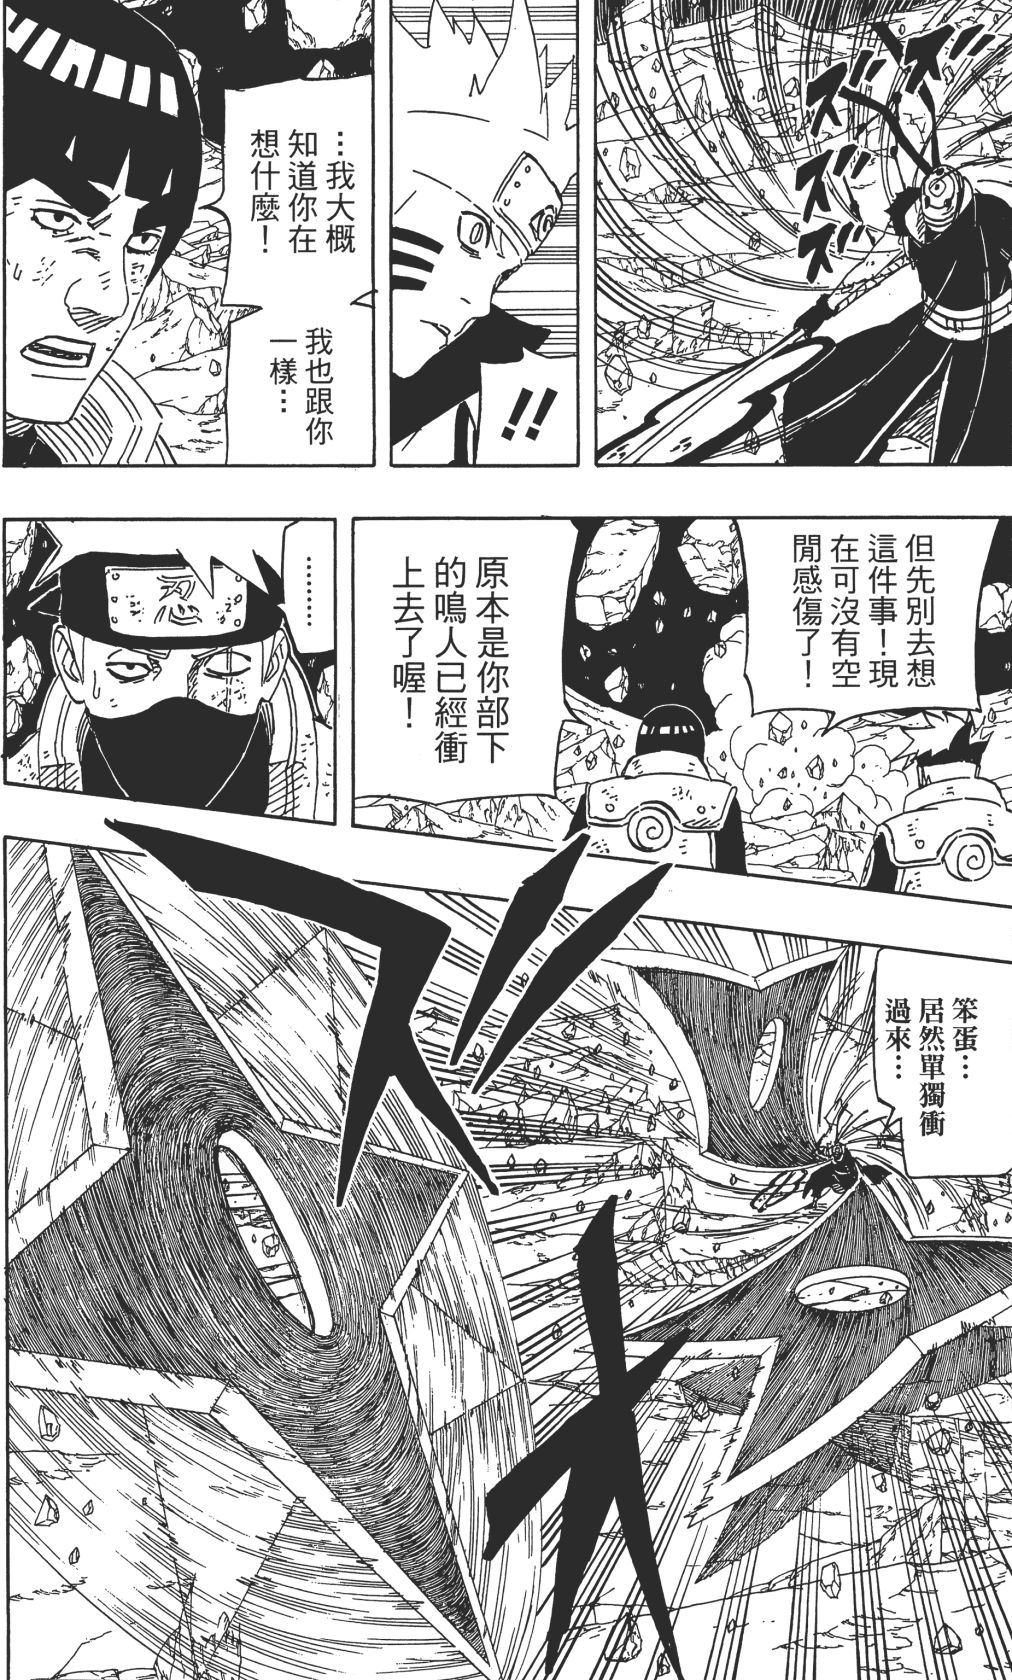 ズズズズズ
!!
…我大概
知道你在
想什麼！
我也跟你
一樣…
但先別去想
這件事！現
在可沒有空
閒感傷了！
原本是你部下
的鳴人已經衝
上去了喔！
………
忍
笨蛋…
居然單獨衝
過來…
ズズ